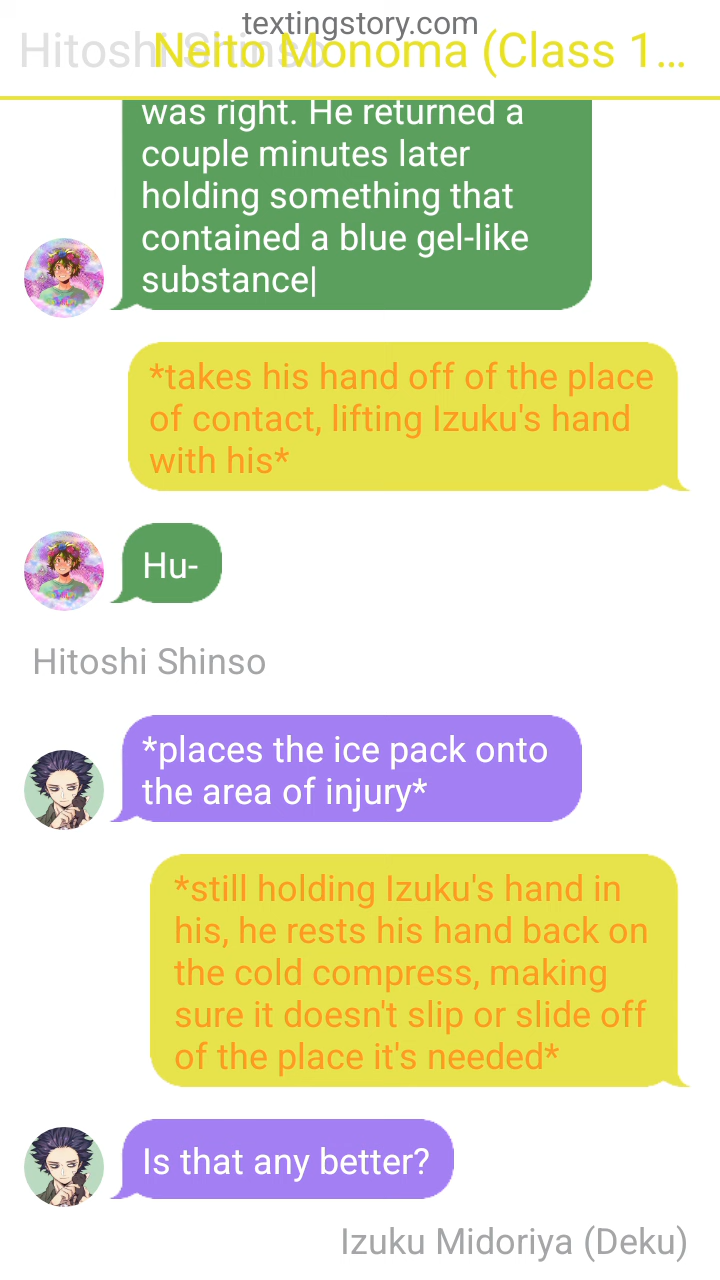 textingstory.com
Hitoshi Shinso
Neito Monoma (Class 1...
was right. He returned a
couple minutes later
holding something that
contained a blue gel-like
substance|
*takes his hand off of the place
of contact, lifting Izuku's hand
with his*
Hu-
Hitoshi Shinso
*places the ice pack onto
the area of injury*
*still holding Izuku's hand in
his, he rests his hand back on
the cold compress, making
sure it doesn't slip or slide off
of the place it's needed*
Is that any better?
Izuku Midoriya (Deku)